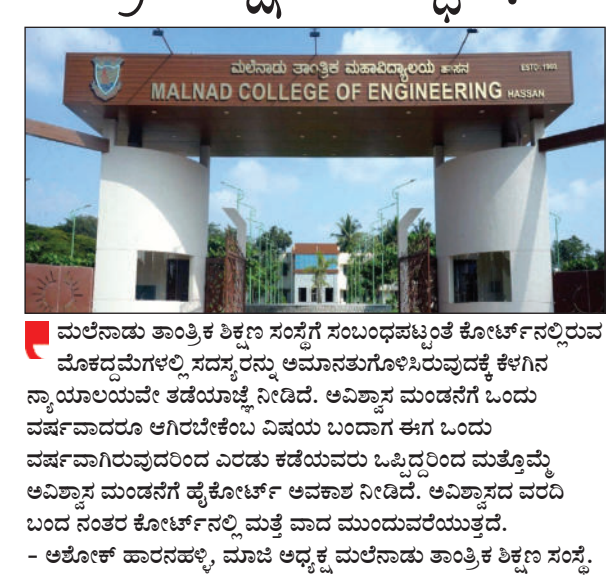 ಮಲೆನಾಡು ತಾಂತ್ರಿಕ ಮಹಾವಿದ್ಯಾಲಯ ಹಾಸನ
ESTD: 1960
MALNAD COLLEGE OF ENGINEERING HASSAN
ಮಲೆನಾಡು ತಾಂತ್ರಿಕ ಶಿಕ್ಷಣ ಸಂಸ್ಥೆಗೆ ಸಂಬಂಧಪಟ್ಟಂತೆ ಕೋರ್ಟ್‌ನಲ್ಲಿರುವ
ಮೊಕದ್ದಮೆಗಳಲ್ಲಿ ಸದಸ್ಯರನ್ನು ಅಮಾನತುಗೊಳಿಸಿರುವುದಕ್ಕೆ ಕೆಳಗಿನ
ನ್ಯಾಯಾಲಯವೇ ತಡೆಯಾಜ್ಞೆ ನೀಡಿದೆ. ಅವಿಶ್ವಾಸ ಮಂಡನೆಗೆ ಒಂದು
ವರ್ಷವಾದರೂ ಆಗಿರಬೇಕೆಂಬ ವಿಷಯ ಬಂದಾಗ ಈಗ ಒಂದು
ವರ್ಷವಾಗಿರುವುದರಿಂದ ಎರಡು ಕಡೆಯವರು ಒಪ್ಪಿದ್ದರಿಂದ ಮತ್ತೊಮ್ಮೆ
ಅವಿಶ್ವಾಸ ಮಂಡನೆಗೆ ಹೈಕೋರ್ಟ್ ಅವಕಾಶ ನೀಡಿದೆ. ಅವಿಶ್ವಾಸದ ವರದಿ
ಬಂದ ನಂತರ ಕೋರ್ಟ್‌ನಲ್ಲಿ ಮತ್ತೆ ವಾದ ಮುಂದುವರೆಯುತ್ತದೆ.
– ಅಶೋಕ್ ಹಾರನಹಳ್ಳಿ, ಮಾಜಿ ಅಧ್ಯಕ್ಷ ಮಲೆನಾಡು ತಾಂತ್ರಿಕ ಶಿಕ್ಷಣ ಸಂಸ್ಥೆ.